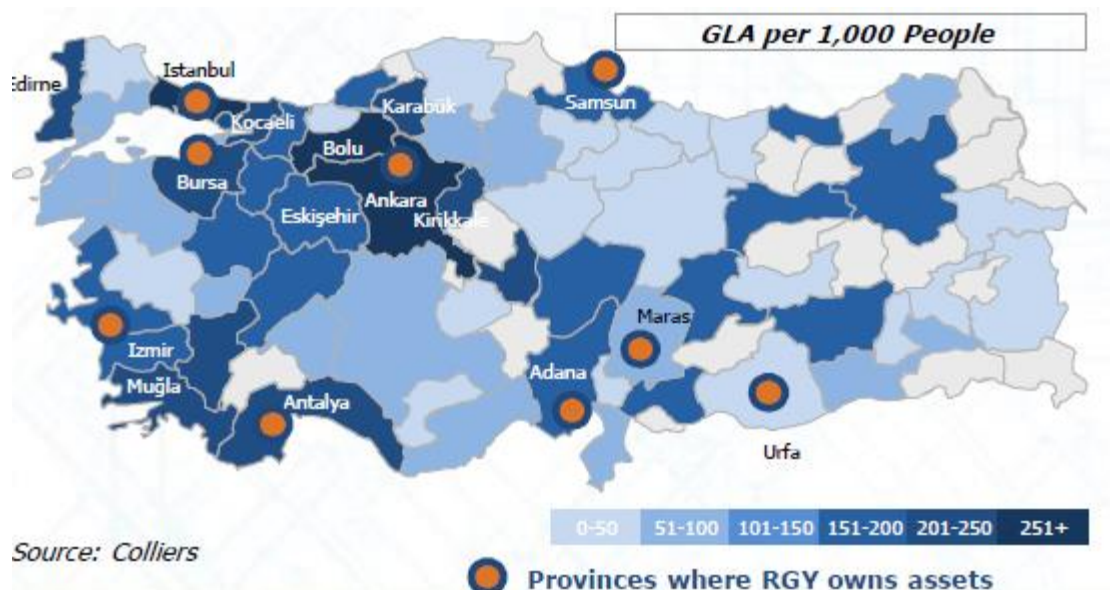 GLA per 1,000 People
Edirne
Istanbul
Kocaeli
Karabük
Samsun
Bolu
Bursa
Ankara
Kirikkale
Eskişehir
Maras
Izmir
Adana
Muğla
Antalya
Urfa
0-50 51-100 101-150 151-200 201-250 251+
Source: Colliers
Provinces where RGY owns assets